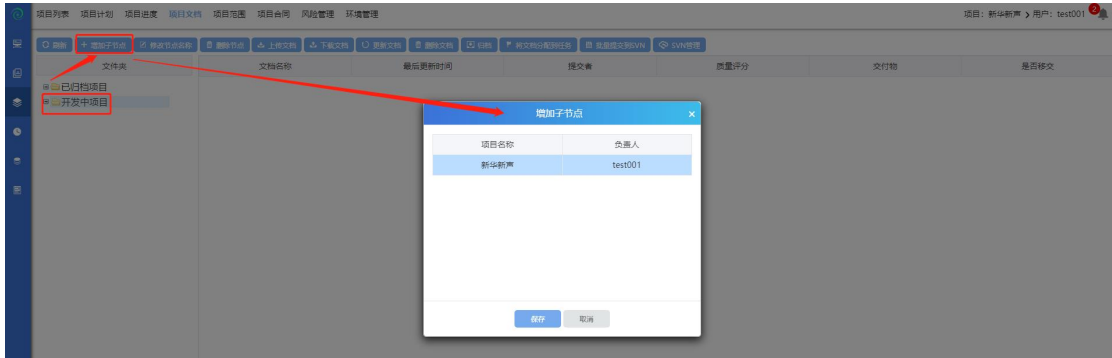 项目列表 项目计划 项目进度 项目文档 项目范围 项目合同 风险管理 环境管理 项目：新华新声 > 用户：test001 2
刷新 + 增加子节点 修改节点名称 删除节点 上传文档 下载文档 更新文档 删除文档 归档 将文档分配到任务 批量提交到SVN SVN管理
文件夹 文档名称 最后更新时间 提交者 质量评分 交付物 是否移交
已归档项目
开发中项目
增加子节点 ×
项目名称 负责人
新华新声 test001
保存 取消